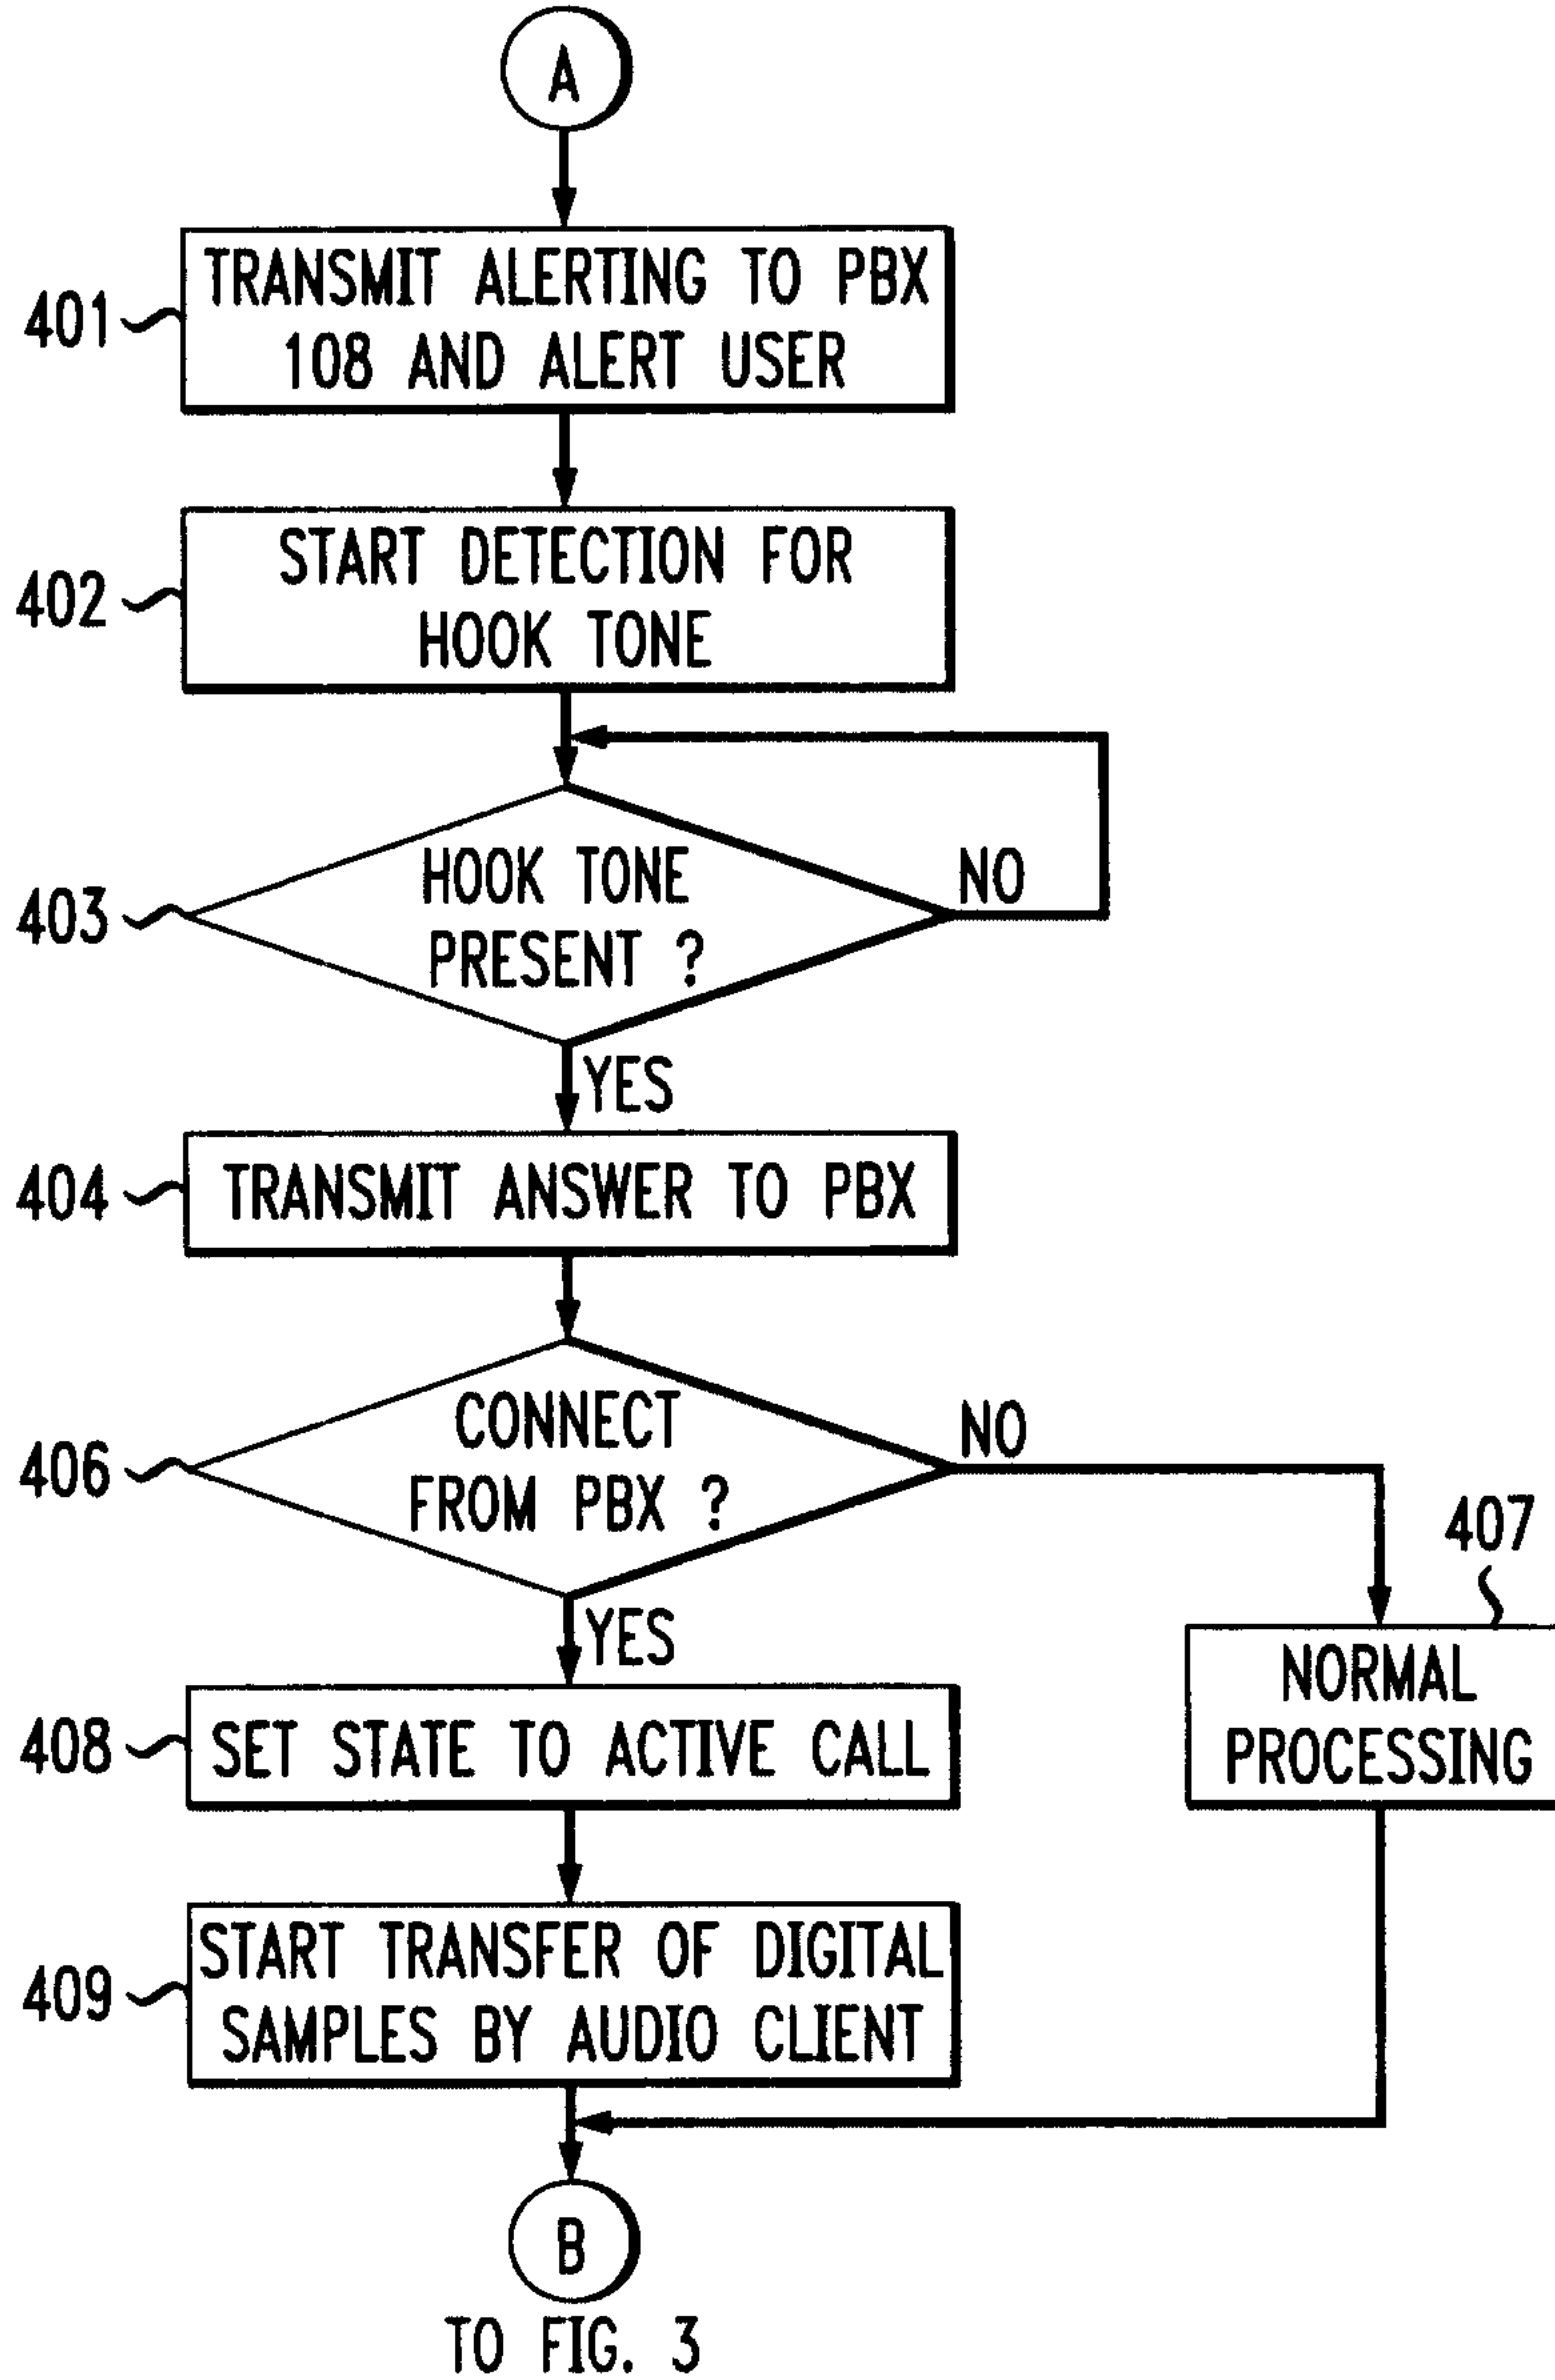 A
401
TRANSMIT ALERTING TO PBX
108 AND ALERT USER
402
START DETECTION FOR
HOOK TONE
403
HOOK TONE
PRESENT ?
NO
YES
404
TRANSMIT ANSWER TO PBX
406
CONNECT
FROM PBX ?
NO
YES
407
NORMAL
PROCESSING
408
SET STATE TO ACTIVE CALL
409
START TRANSFER OF DIGITAL
SAMPLES BY AUDIO CLIENT
B
TO FIG. 3